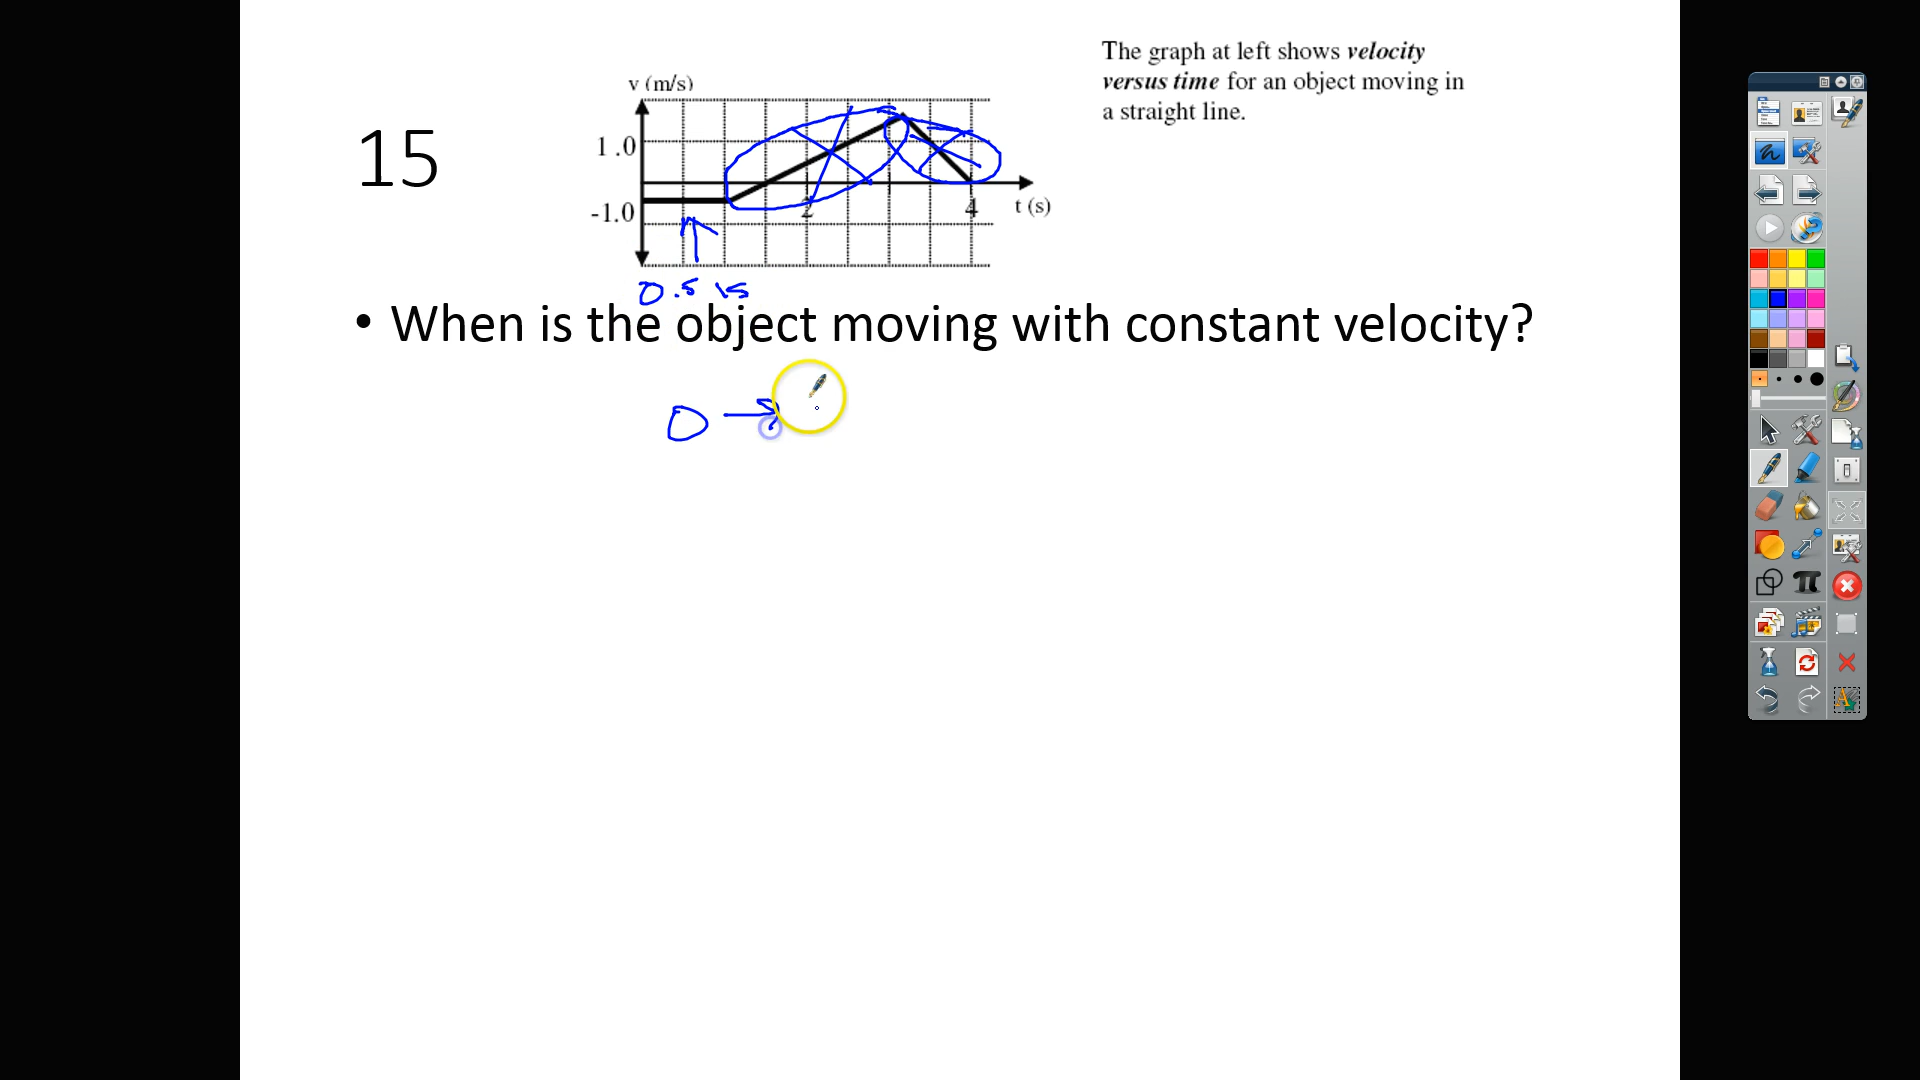 The graph at left shows velocity
versus time for an object moving in
a straight line.
v (m/s)
15
1.0
-1.0
2
4
t (s)
0 .5 1s
• When is the object moving with constant velocity?
0 →